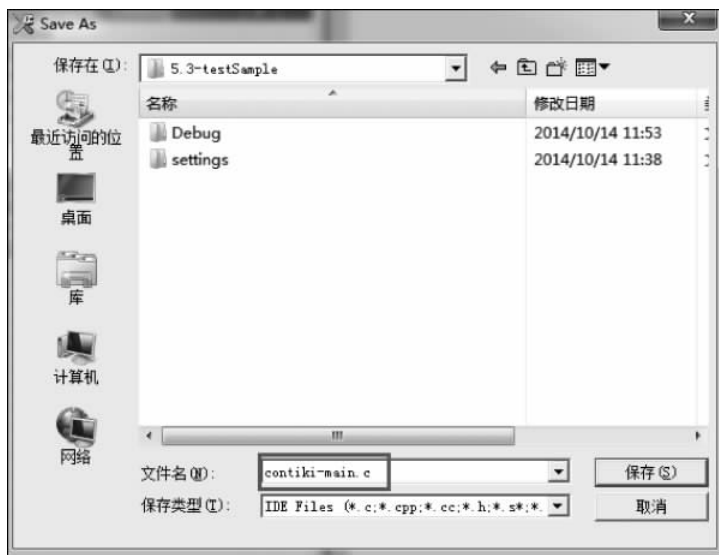 Save As
保存在(I):
5.3-testSample
名称
修改日期
Debug
2014/10/14 11:53
settings
2014/10/14 11:38
最近访问的位置
桌面
库
计算机
网络
文件名(N):
contiki-main.c
保存(S)
保存类型(T):
IDE Files (*.c;*.cpp;*.cc;*.h;*.s*;*.
取消